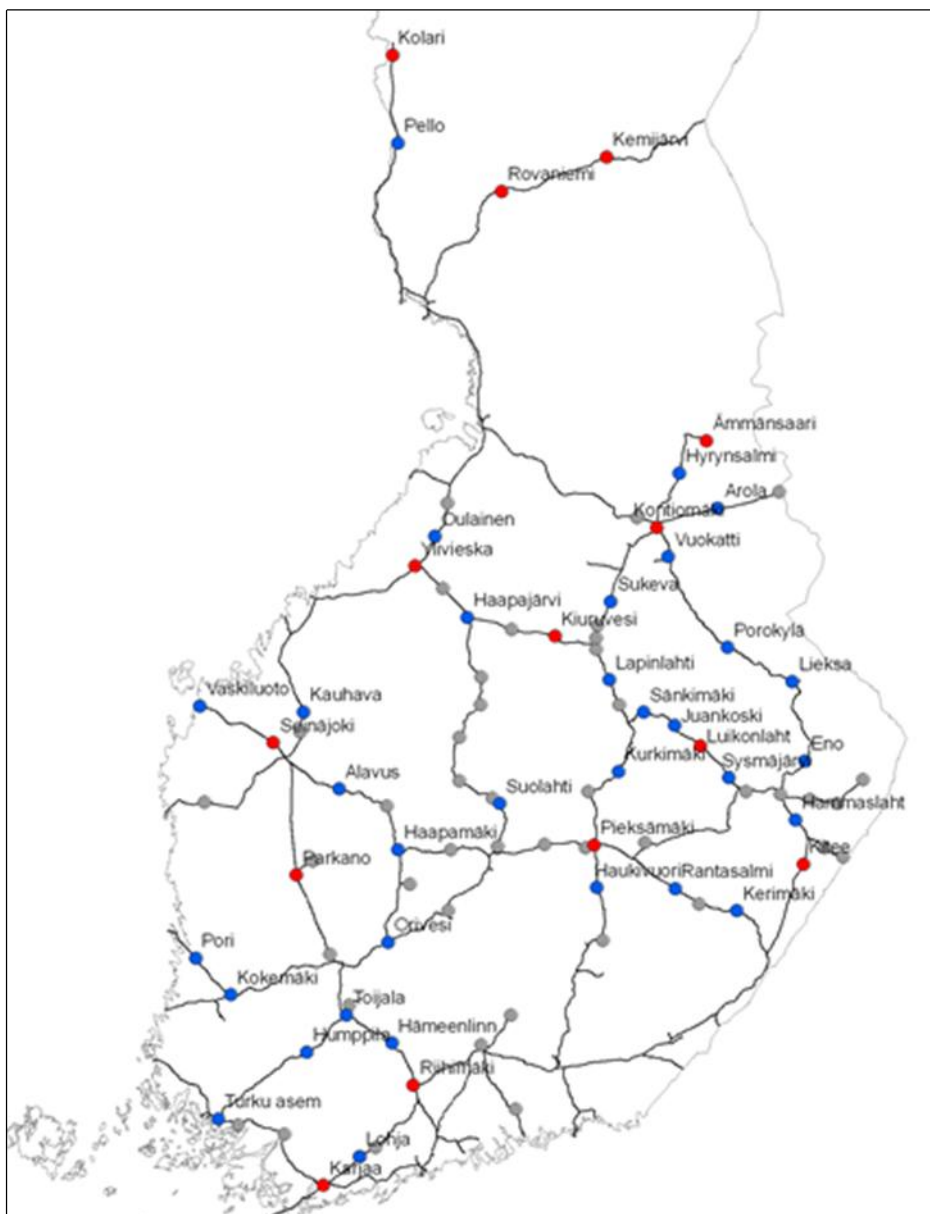 Kolari
Pello
Kemijärvi
Rovaniemi
Ämmänsaari
Hyrynsalmi
Arola
Kontiomäki
Oulainen
Vuokatti
Ylivieska
Sukeva
Haapajärvi
Kiuruvesi
Porokylä
Lapinlahti
Lieksa
Vaskiluoto
Kauhava
Sänkimäki
Juankoski
Seinäjoki
Luikonlaht
Eno
Kurkimäki
Sysmäjärvi
Alavus
Suolahti
Hammaslaht
Haapamäki
Pieksämäki
Kitee
Parkano
Haukivuori
Rantasalmi
Kerimäki
Orivesi
Pori
Kokemäki
Toijala
Hämeenlinn
Humppila
Riihimäki
Turku asem
Lohja
Karjaa